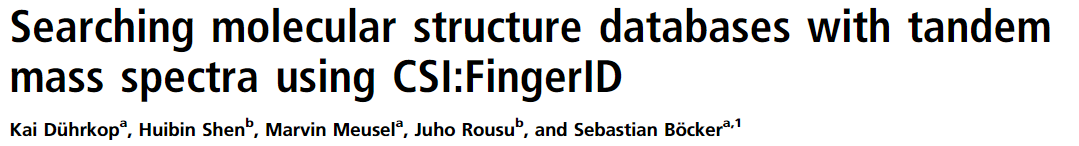 Searching molecular structure databases with tandem
mass spectra using CSI:FingerID
Kai Dührkopᵃ, Huibin Shenᵇ, Marvin Meuselᵃ, Juho Rousuᵇ, and Sebastian Böckerᵃ,¹